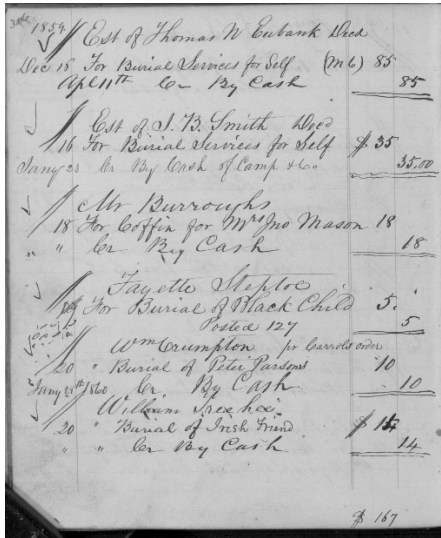 1859.
Est of Thomas W Eubank Decd
Dec 15 For Burial Services for Self (M C) 85
Apl 11th Cr By Cash 85
Est of J. B. Smith Decd
16 For Burial Services for Self $ 35
Jany 23 Cr By Cash of Camp & Co 35.00
Mr Burroughs
18 For Coffin for Mrs Jno Mason 18
" Cr By Cash 18
Fayette Steptoe
19 For Burial of Black Child 5.
Posted 127 5
Wm Crumpton pr Carrols order
20 " Burial of Peter Parsons 10
Jany 1860 Cr By Cash 10
William
20 " Burial of Irish Friend $ 14
" " Cr By Cash 14
$ 167